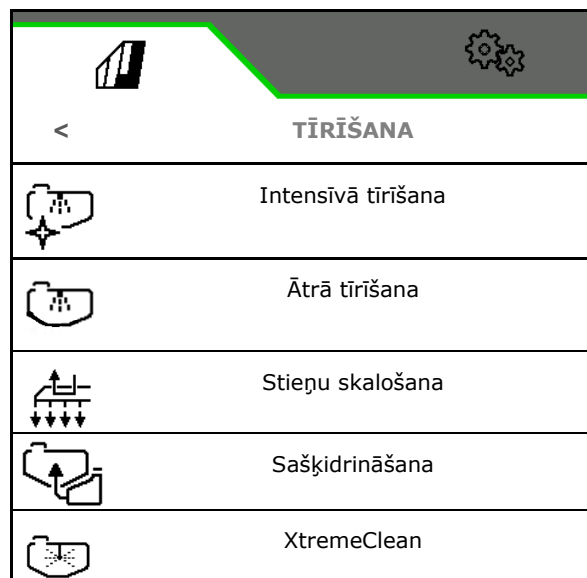 < TĪRĪŠANA
Intensīvā tīrīšana
Ātrā tīrīšana
Stieņu skalošana
Sašķidrināšana
XtremeClean